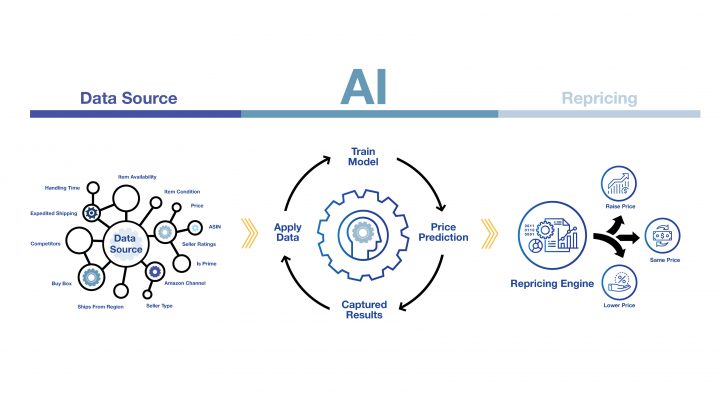 Data Source
AI
Repricing
Item Availability
Handling Time
Item Condition
Price
Expedited Shipping
ASIN
Competitors
Data
Source
Seller Ratings
Is Prime
Buy Box
Amazon Channel
Ships From Region
Seller Type
Train
Model
Apply
Data
Price
Prediction
Captured
Results
Repricing Engine
Raise Price
Same Price
Lower Price